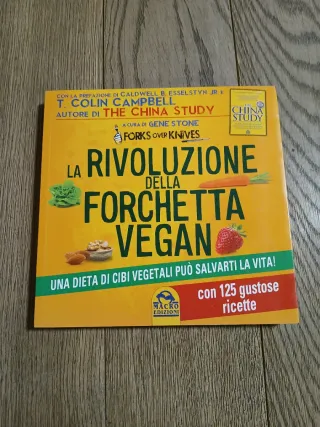 CON LA PREFAZIONE DI CALDWELL B. ESSELSTYN JR. E
T. COLIN CAMPBELL
AUTORE DI THE CHINA STUDY
A CURA DI GENE STONE
FORKS OVER KNIVES
THE
CHINA
STUDY
LA RIVOLUZIONE
DELLA
FORCHETTA
VEGAN
UNA DIETA DI CIBI VEGETALI PUÒ SALVARTI LA VITA!
MACRO
EDIZIONI
con 125 gustose
ricette